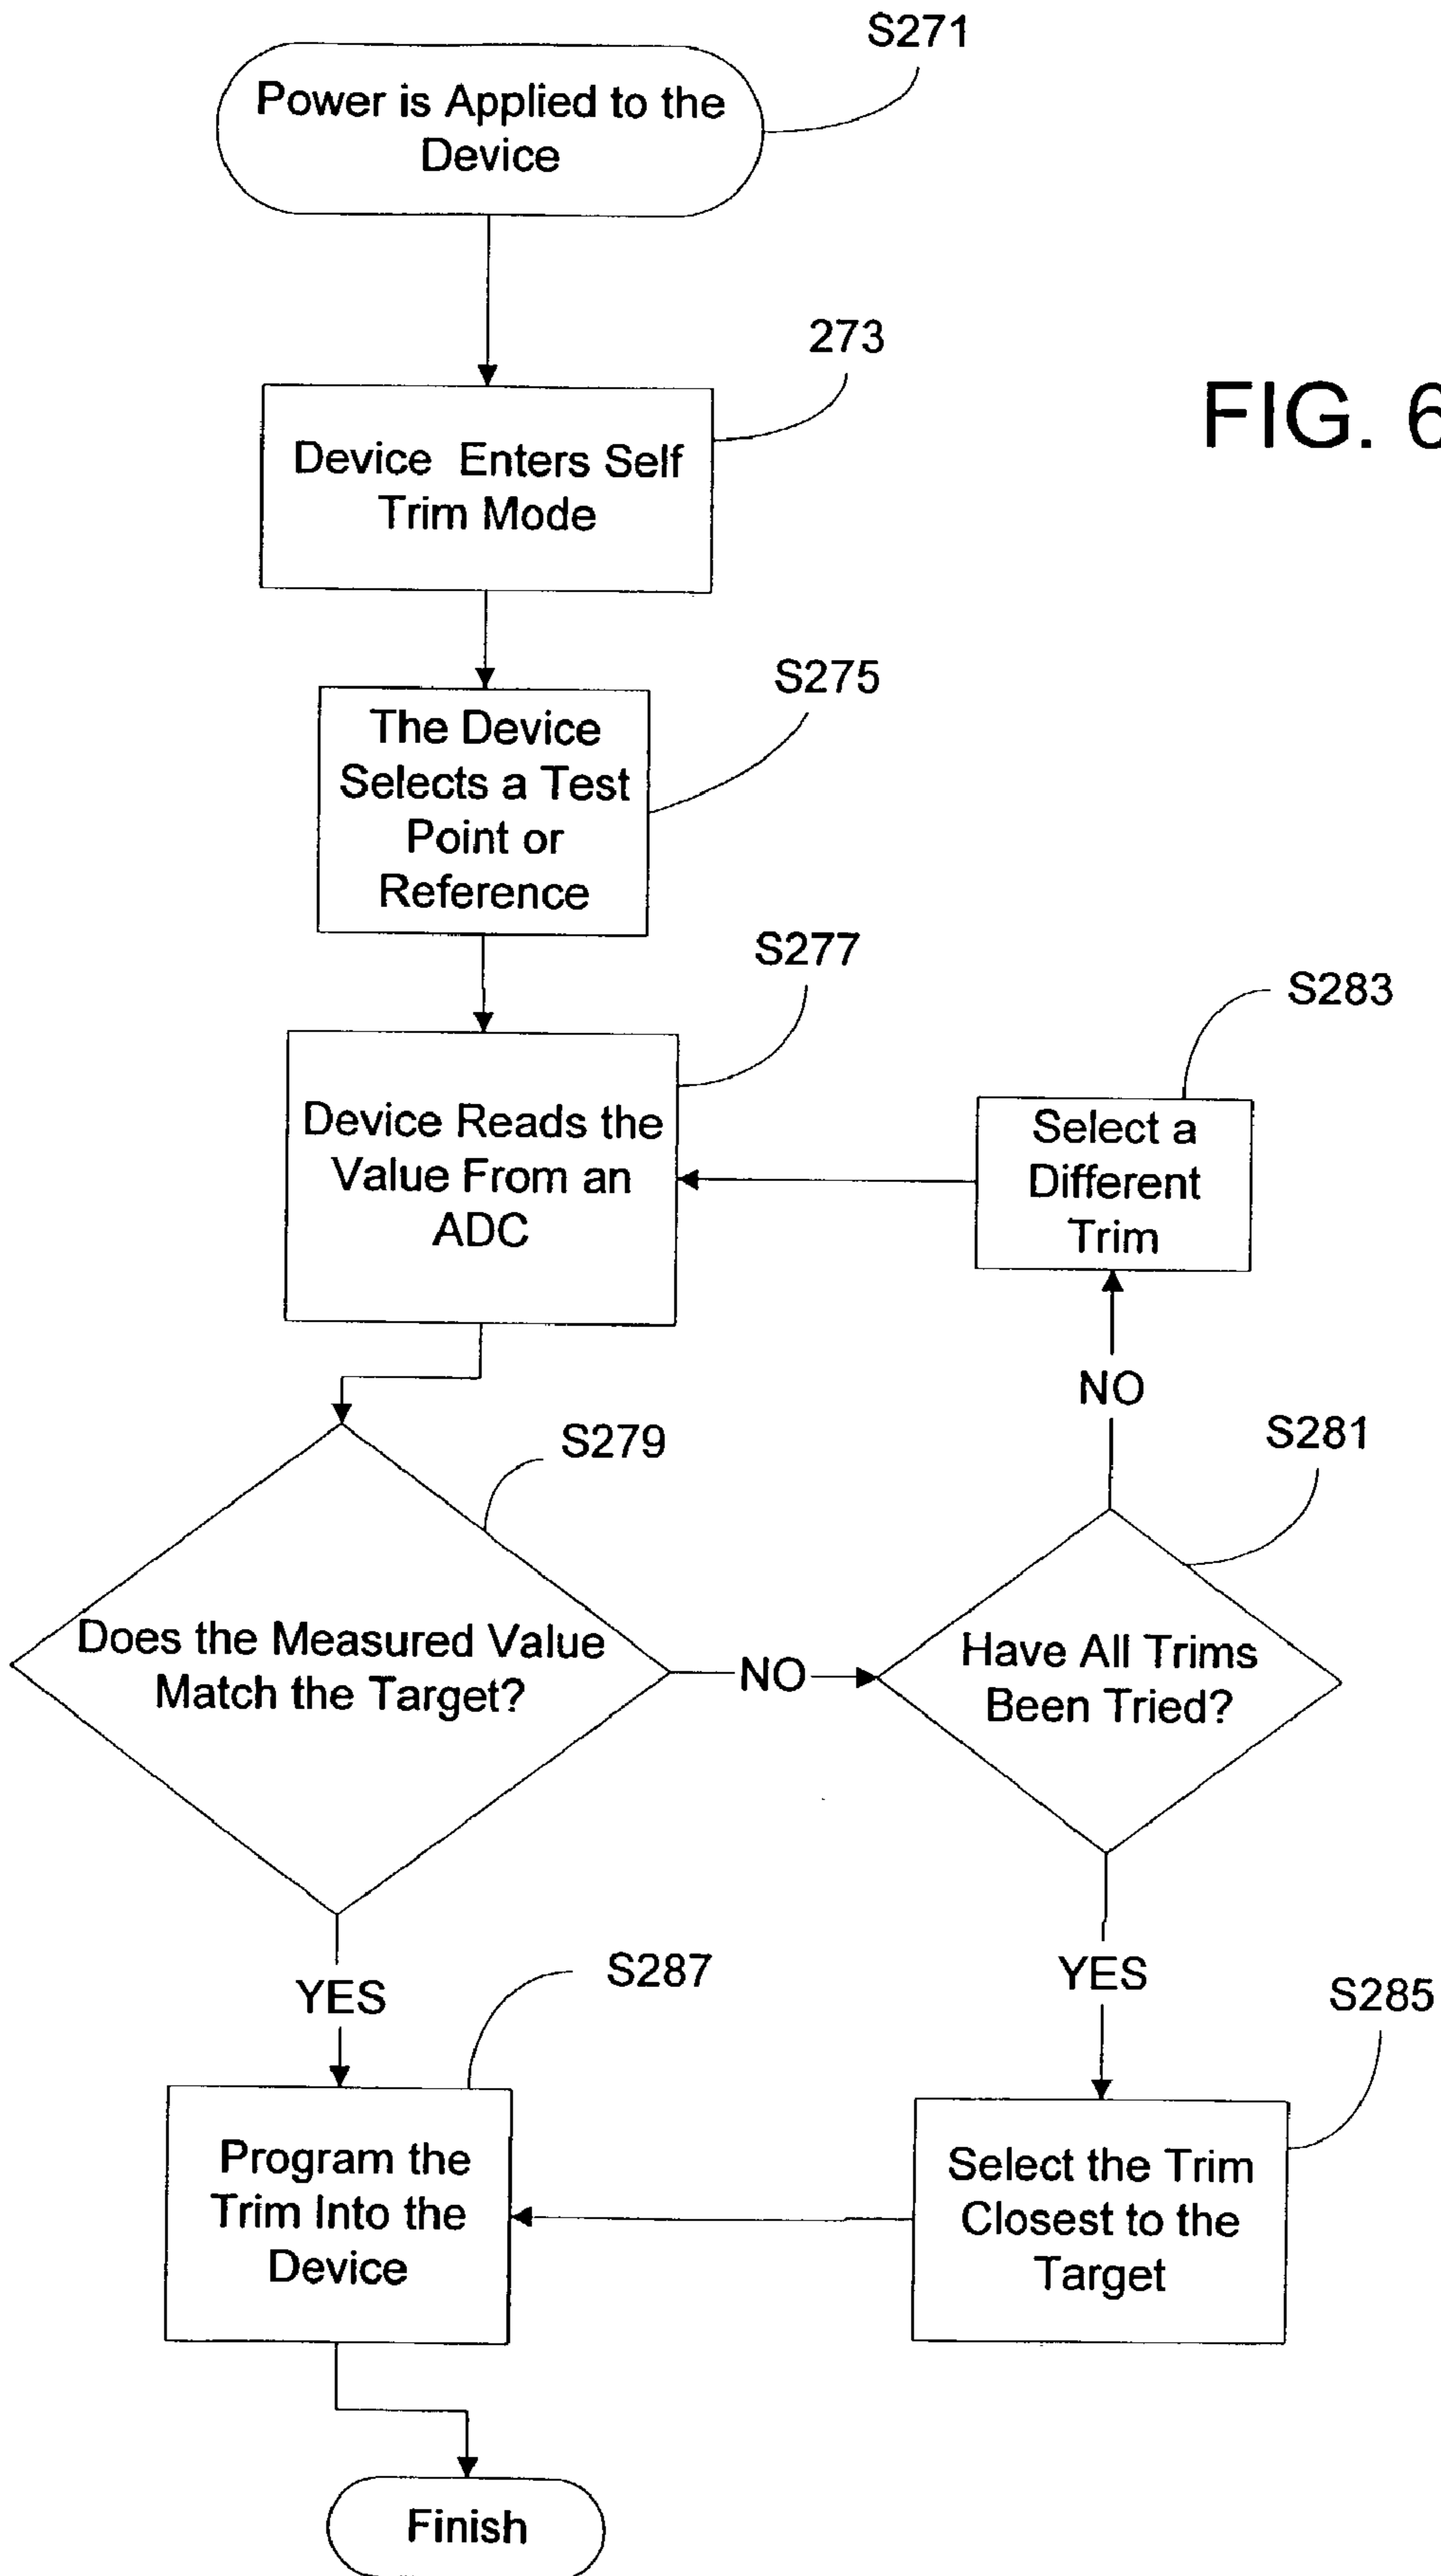 S271
Power is Applied to the
Device
273
Device Enters Self
Trim Mode
FIG. 6
S275
The Device
Selects a Test
Point or
Reference
S277
Device Reads the
Value From an
ADC
S283
Select a
Different
Trim
NO
S279
Does the Measured Value
Match the Target?
NO
S281
Have All Trims
Been Tried?
YES
S287
YES
S285
Program the
Trim Into the
Device
Select the Trim
Closest to the
Target
Finish